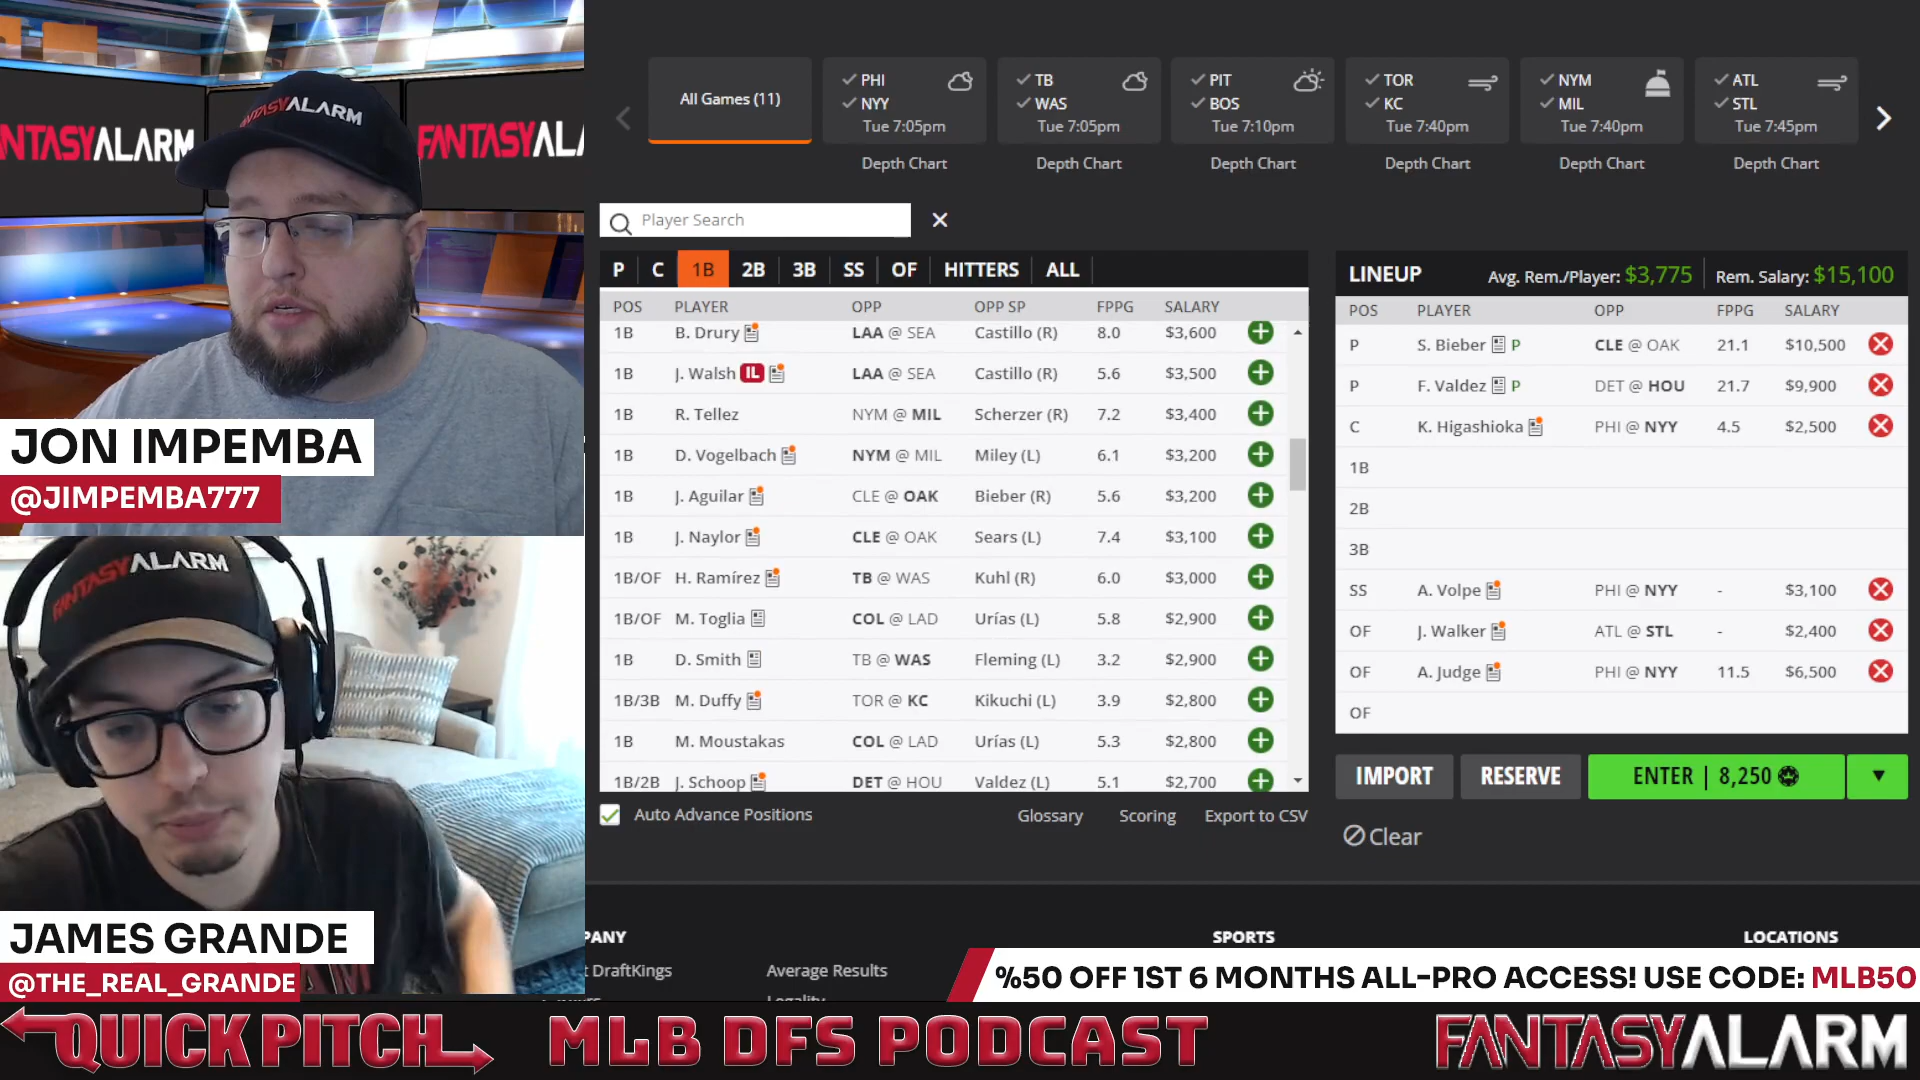 FANTASYALARM
NTASYALARM
FANTASYAL
JON IMPEMBA
@JIMPEMBA777
FANTASYALARM
JAMES GRANDE
@THE_REAL_GRANDE
All Games (11)
PHI
NYY
Tue 7:05pm
Depth Chart
TB
WAS
Tue 7:05pm
Depth Chart
PIT
BOS
Tue 7:10pm
Depth Chart
TOR
KC
Tue 7:40pm
Depth Chart
NYM
MIL
Tue 7:40pm
Depth Chart
ATL
STL
Tue 7:45pm
Depth Chart
Player Search
P C 1B 2B 3B SS OF HITTERS ALL
POS PLAYER OPP OPP SP FPPG SALARY
1B B. Drury LAA @ SEA Castillo (R) 8.0 $3,600
1B J. Walsh IL LAA @ SEA Castillo (R) 5.6 $3,500
1B R. Tellez NYM @ MIL Scherzer (R) 7.2 $3,400
1B D. Vogelbach NYM @ MIL Miley (L) 6.1 $3,200
1B J. Aguilar CLE @ OAK Bieber (R) 5.6 $3,200
1B J. Naylor CLE @ OAK Sears (L) 7.4 $3,100
1B/OF H. Ramírez TB @ WAS Kuhl (R) 6.0 $3,000
1B/OF M. Toglia COL @ LAD Urías (L) 5.8 $2,900
1B D. Smith TB @ WAS Fleming (L) 3.2 $2,900
1B/3B M. Duffy TOR @ KC Kikuchi (L) 3.9 $2,800
1B M. Moustakas COL @ LAD Urías (L) 5.3 $2,800
1B/2B J. Schoop DET @ HOU Valdez (L) 5.1 $2,700
Auto Advance Positions
Glossary Scoring Export to CSV
LINEUP Avg. Rem./Player: $3,775 Rem. Salary: $15,100
POS PLAYER OPP FPPG SALARY
P S. Bieber P CLE @ OAK 21.1 $10,500
P F. Valdez P DET @ HOU 21.7 $9,900
C K. Higashioka PHI @ NYY 4.5 $2,500
1B
2B
3B
SS A. Volpe PHI @ NYY - $3,100
OF J. Walker ATL @ STL - $2,400
OF A. Judge PHI @ NYY 11.5 $6,500
OF
IMPORT RESERVE ENTER | 8,250
Clear
PANY SPORTS LOCATIONS
t DraftKings Average Results
%50 OFF 1ST 6 MONTHS ALL-PRO ACCESS! USE CODE: MLB50
QUICK PITCH MLB DFS PODCAST FANTASYALARM